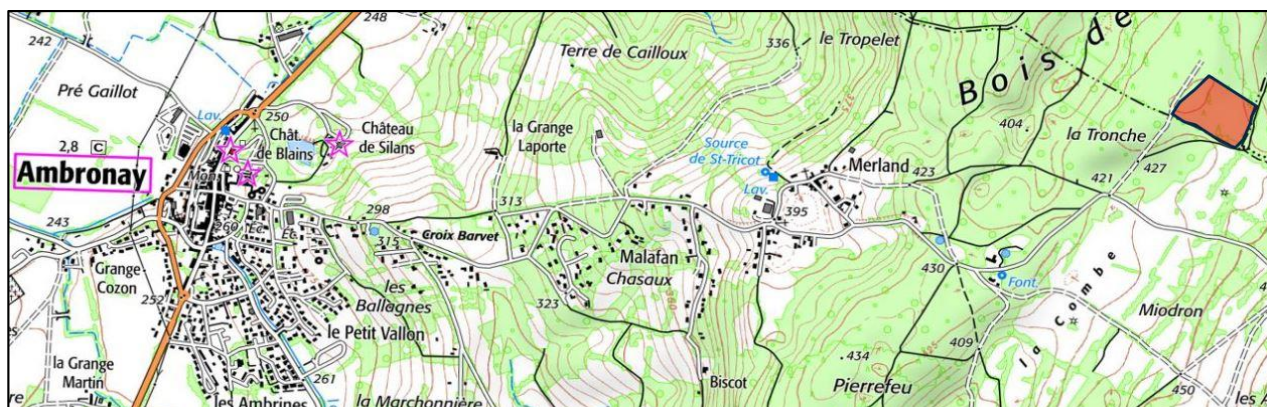 242
248
336
le Tropelet
Bois de
Terre de Cailloux
Pré Gaillot
Lav.
250
Chât.
de Blains
Château
de Silans
la Grange
Laporte
404
la Tronche
2,8 C
Ambronay
Mon
Source
de St-Tricot
Merland
423
421
427
Lav.
395
243
260
298
315
313
Croix Barvet
Malafan
Chasaux
430
Font.
la Combe
Miodron
Grange
Cozon
252
les
Ballagnes
323
le Petit Vallon
409
434
la Grange
Martin
261
Biscot
Pierrefeu
450
les Ambrines
la Marchonnière